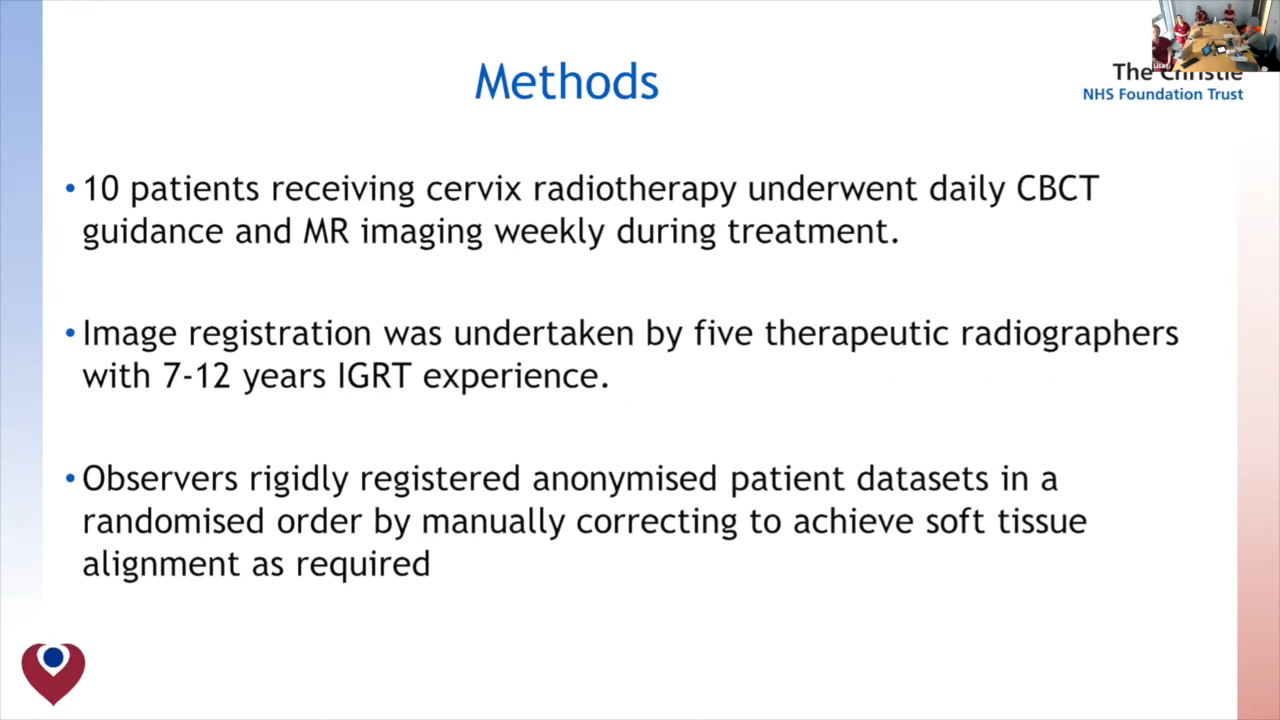 Methods
The Christie
NHS Foundation Trust
• 10 patients receiving cervix radiotherapy underwent daily CBCT
guidance and MR imaging weekly during treatment.
• Image registration was undertaken by five therapeutic radiographers
with 7-12 years IGRT experience.
• Observers rigidly registered anonymised patient datasets in a
randomised order by manually correcting to achieve soft tissue
alignment as required